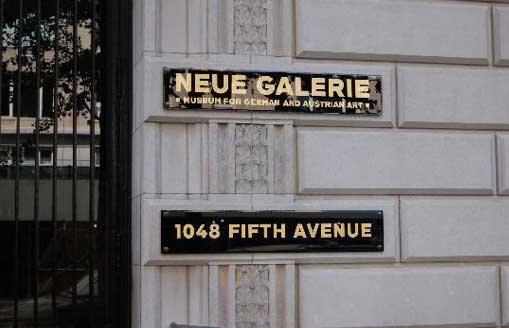 NEUE GALERIE
▪ MUSEUM FOR GERMAN AND AUSTRIAN ART ▪
1048 FIFTH AVENUE